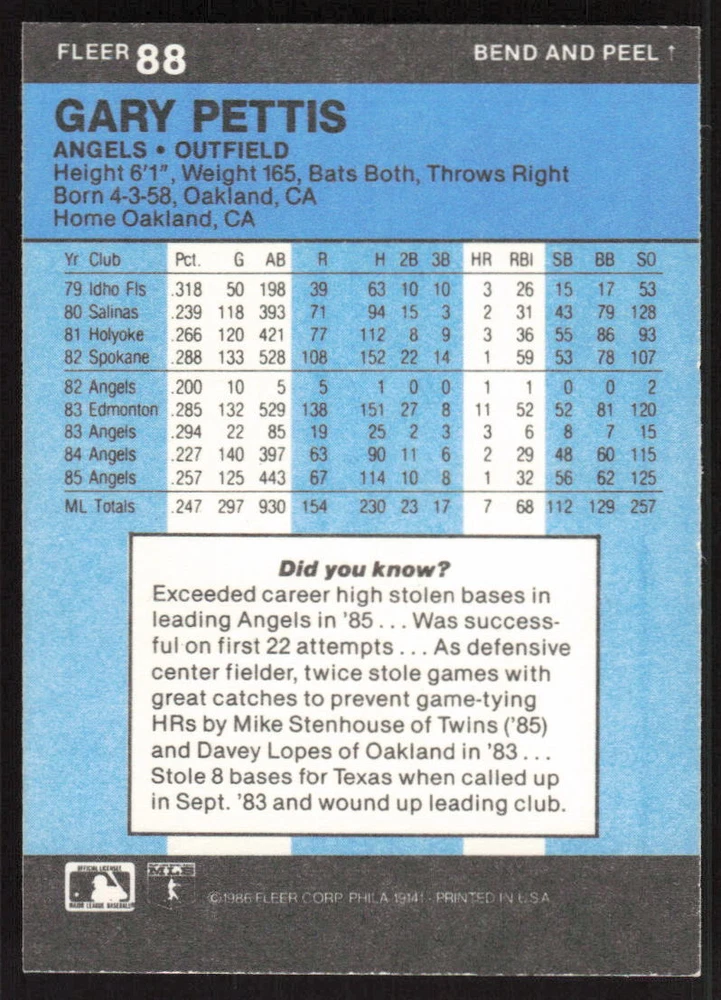 FLEER 88 BEND AND PEEL ↑
GARY PETTIS
ANGELS • OUTFIELD
Height 6'1", Weight 165, Bats Both, Throws Right
Born 4-3-58, Oakland, CA
Home Oakland, CA
Yr Club Pct. G AB R H 2B 3B HR RBI SB BB SO
79 Idho Fls .318 50 198 39 63 10 10 3 26 15 17 53
80 Salinas .239 118 393 71 94 15 3 2 31 43 79 128
81 Holyoke .266 120 421 77 112 8 9 3 36 55 86 93
82 Spokane .288 133 528 108 152 22 14 1 59 53 78 107
82 Angels .200 10 5 5 1 0 0 1 1 0 0 2
83 Edmonton .285 132 529 138 151 27 8 11 52 52 81 120
83 Angels .294 22 85 19 25 2 3 3 6 8 7 15
84 Angels .227 140 397 63 90 11 6 2 29 48 60 115
85 Angels .257 125 443 67 114 10 8 1 32 56 62 125
ML Totals .247 297 930 154 230 23 17 7 68 112 129 257
Did you know?
Exceeded career high stolen bases in
leading Angels in '85 . . . Was success-
ful on first 22 attempts . . . As defensive
center fielder, twice stole games with
great catches to prevent game-tying
HRs by Mike Stenhouse of Twins ('85)
and Davey Lopes of Oakland in '83 . . .
Stole 8 bases for Texas when called up
in Sept. '83 and wound up leading club.
OFFICIAL LICENSEE
MAJOR LEAGUE BASEBALL
©1986 FLEER CORP. PHILA 19141 - PRINTED IN U.S.A.